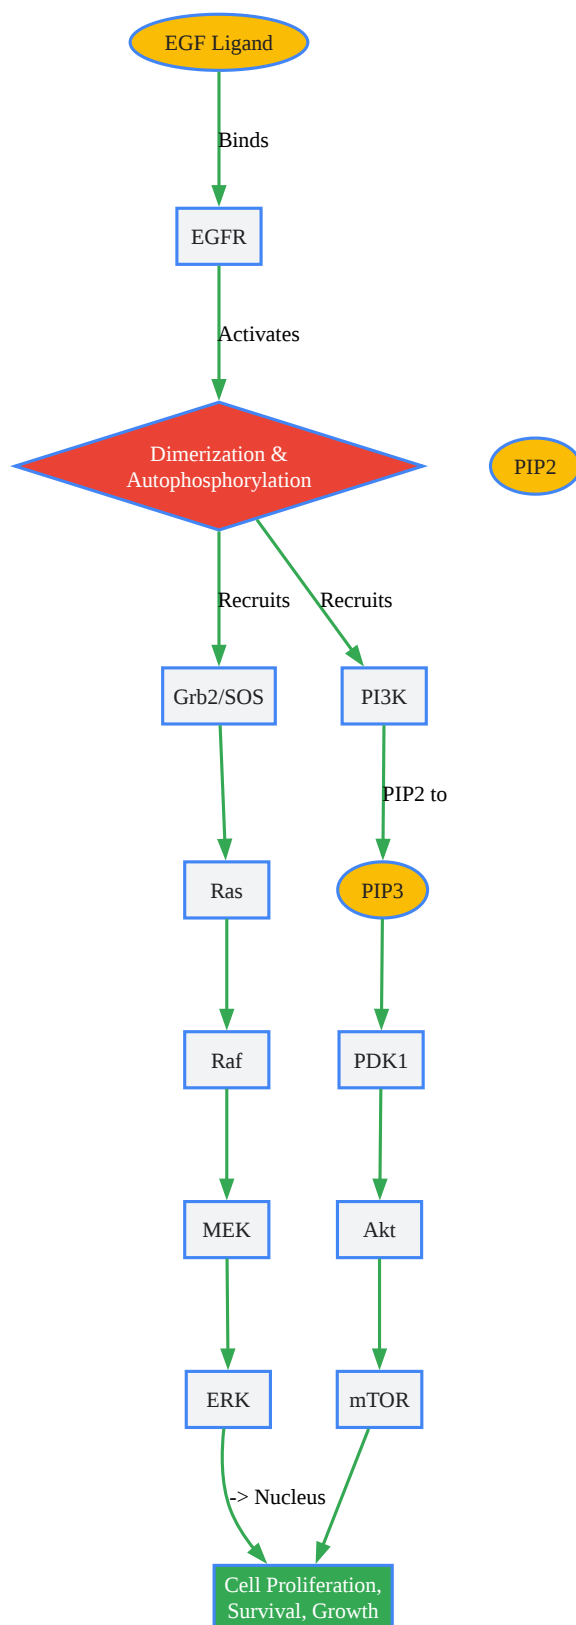 EGF Ligand
Binds
EGFR
Activates
Dimerization &
Autophosphorylation
PIP2
Recruits
Recruits
Grb2/SOS
PI3K
PIP2 to
Ras
PIP3
Raf
PDK1
MEK
Akt
ERK
mTOR
-> Nucleus
Cell Proliferation,
Survival, Growth